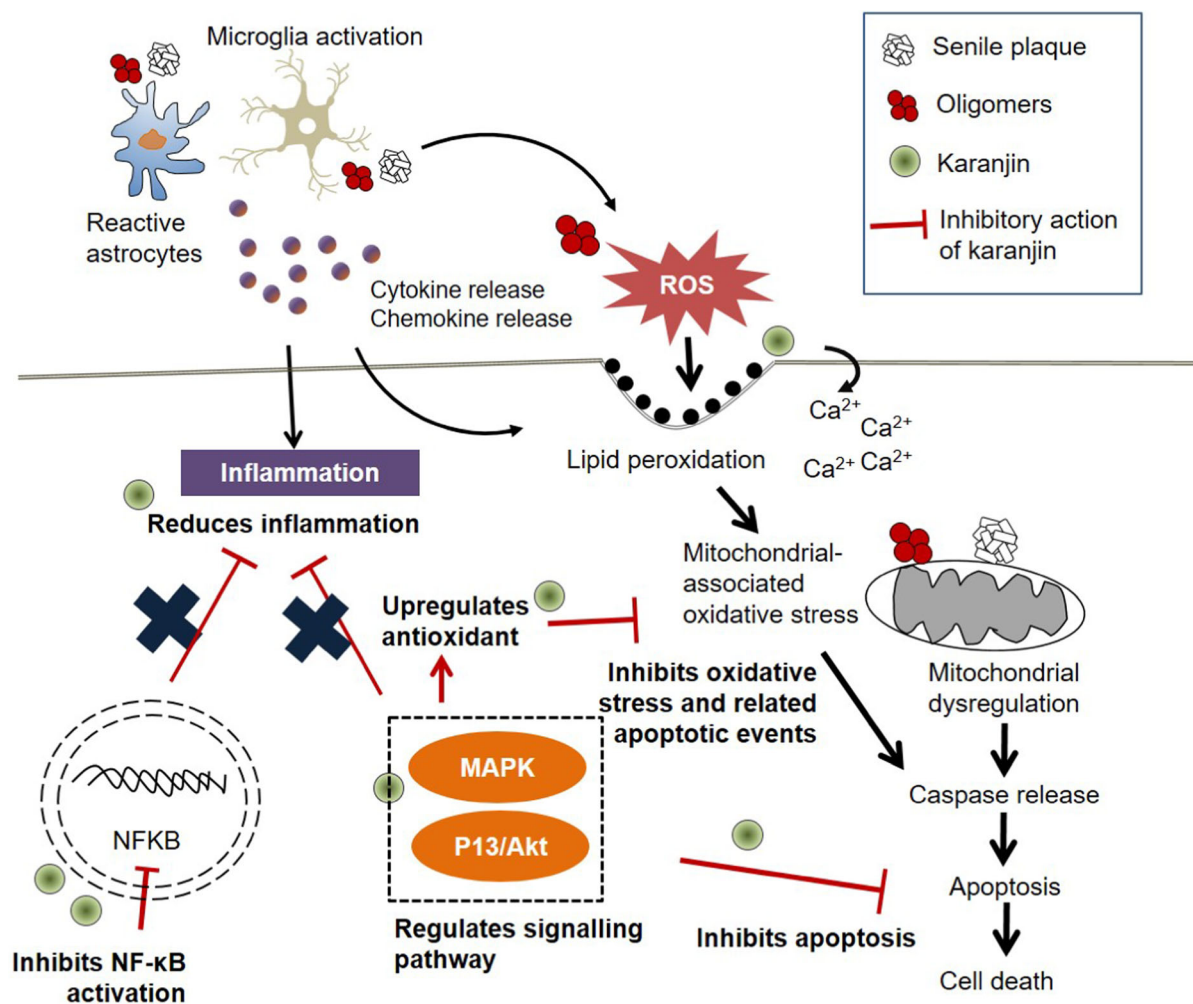 Microglia activation
Reactive
astrocytes
Cytokine release
Chemokine release
ROS
Senile plaque
Oligomers
Karanjin
Inhibitory action
of karanjin
Ca²⁺
Ca²⁺
Ca²⁺ Ca²⁺
Lipid peroxidation
Inflammation
Reduces inflammation
Mitochondrial-
associated
oxidative stress
Upregulates
antioxidant
Inhibits oxidative
stress and related
apoptotic events
Mitochondrial
dysregulation
MAPK
P13/Akt
NFKB
Caspase release
Apoptosis
Cell death
Regulates signalling
pathway
Inhibits apoptosis
Inhibits NF-κB
activation